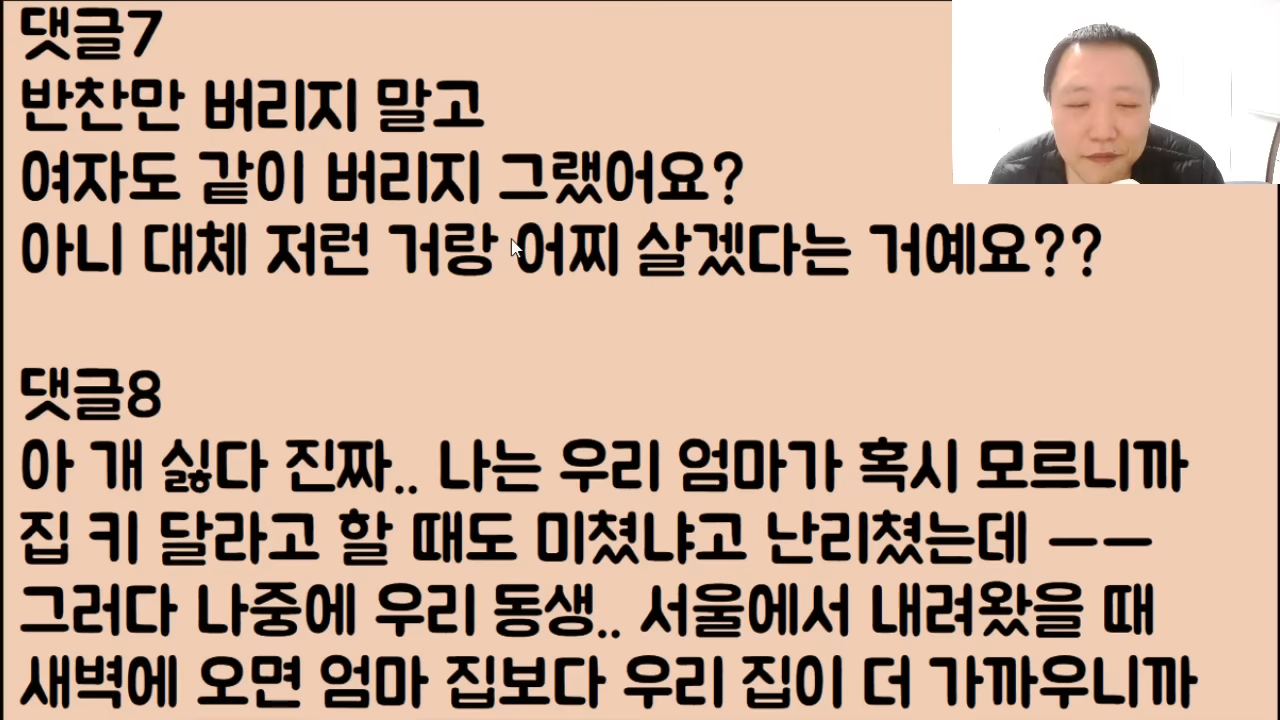 댓글7
반찬만 버리지 말고
여자도 같이 버리지 그랬어요?
아니 대체 저런 거랑 어찌 살겠다는 거예요??
댓글8
아 개 싫다 진짜.. 나는 우리 엄마가 혹시 모르니까
집 키 달라고 할 때도 미쳤냐고 난리쳤는데 ㅡㅡ
그러다 나중에 우리 동생.. 서울에서 내려왔을 때
새벽에 오면 엄마 집보다 우리 집이 더 가까우니까